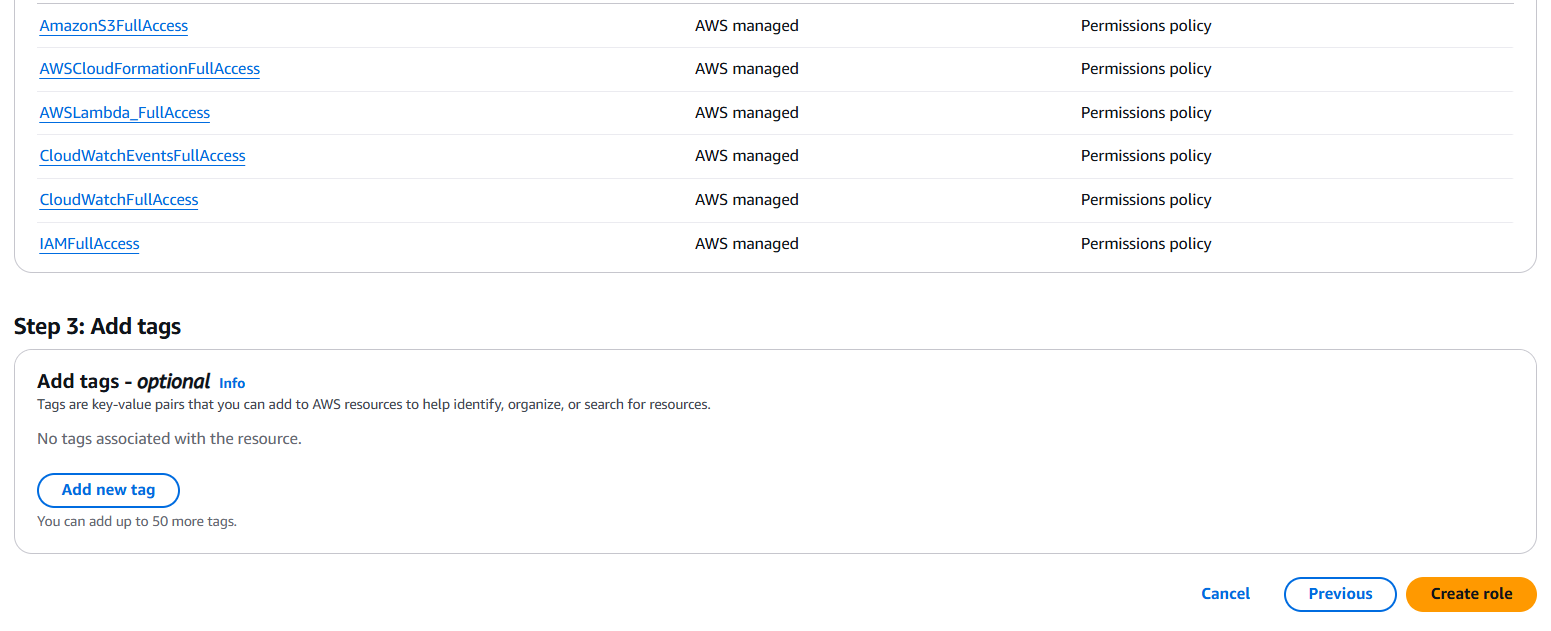 AmazonS3FullAccess AWS managed Permissions policy
AWSCloudFormationFullAccess AWS managed Permissions policy
AWSLambda_FullAccess AWS managed Permissions policy
CloudWatchEventsFullAccess AWS managed Permissions policy
CloudWatchFullAccess AWS managed Permissions policy
IAMFullAccess AWS managed Permissions policy
Step 3: Add tags
Add tags - optional Info
Tags are key-value pairs that you can add to AWS resources to help identify, organize, or search for resources.
No tags associated with the resource.
Add new tag
You can add up to 50 more tags.
Cancel Previous Create role